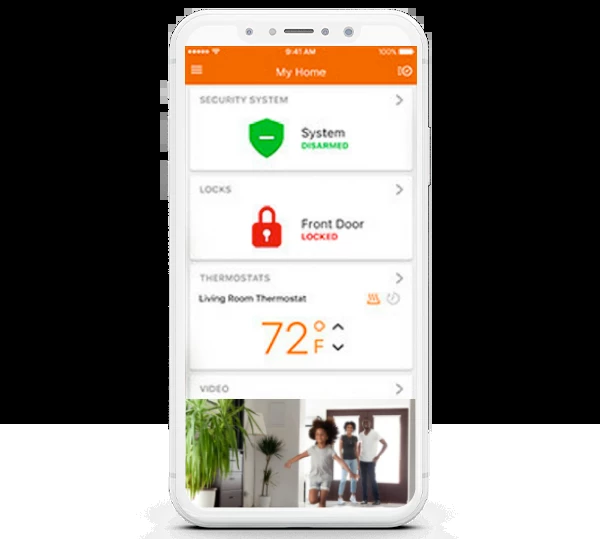 9:41 AM
100%
My Home
SECURITY SYSTEM
System
DISARMED
LOCKS
Front Door
LOCKED
THERMOSTATS
Living Room Thermostat
72°
F
VIDEO